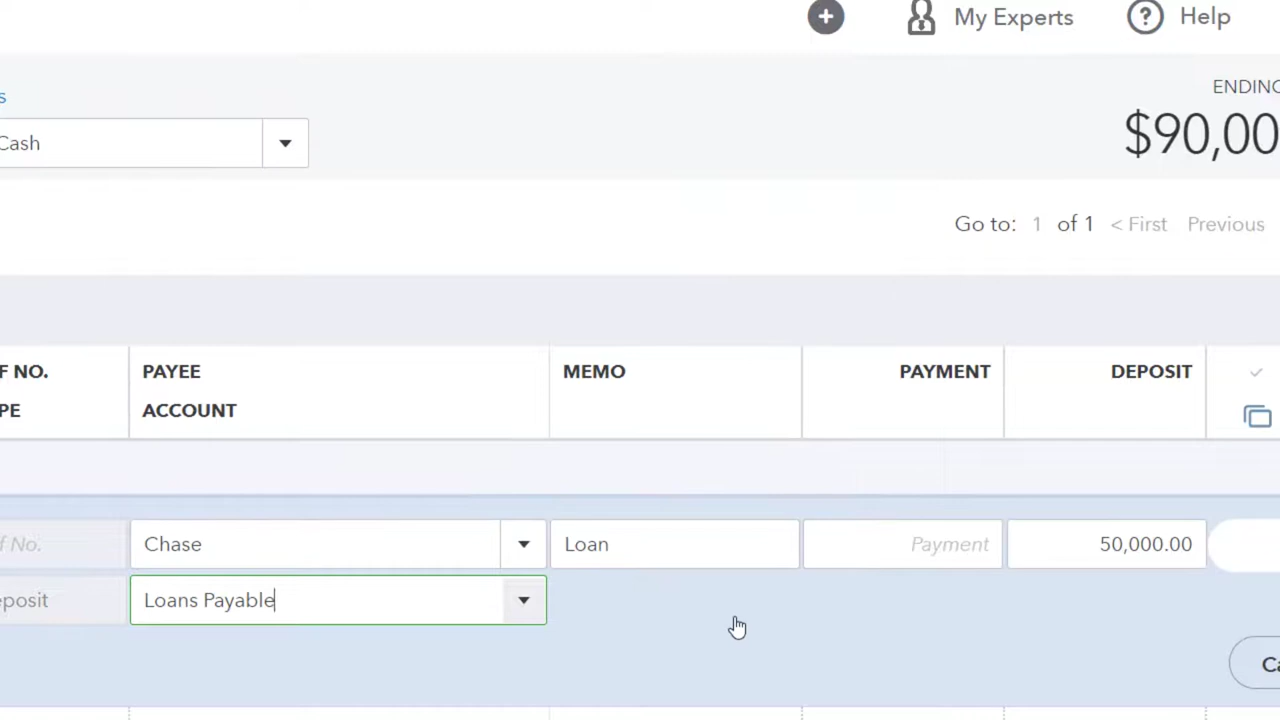 My Experts
Help
s
ENDING
Cash
$90,00
Go to: 1 of 1 < First Previous
F NO.
PAYEE
MEMO
PAYMENT
DEPOSIT
PE
ACCOUNT
f No.
Chase
Loan
Payment
50,000.00
eposit
Loans Payable
Ca